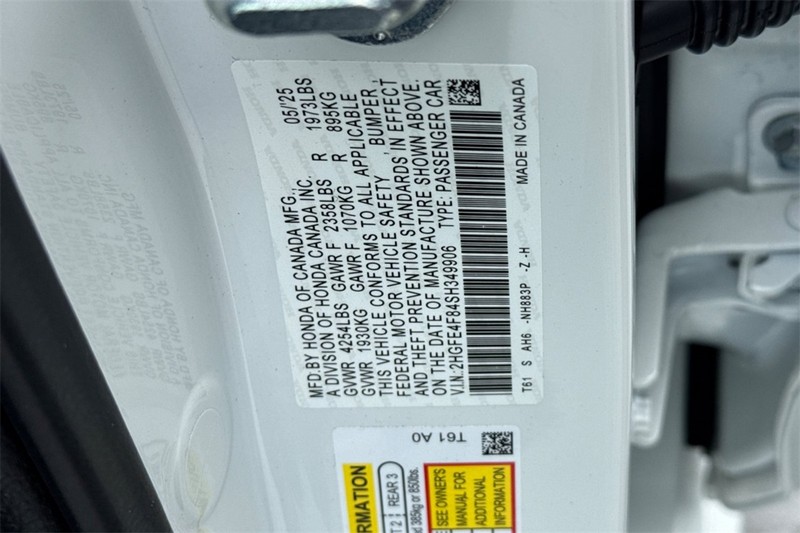 MFD.BY HONDA OF CANADA MFG., 05/'25
A DIVISION OF HONDA CANADA INC.
GVWR 4254LBS GAWR F 2358LBS R 1973LBS
GVWR 1930KG GAWR F 1070KG R 895KG
THIS VEHICLE CONFORMS TO ALL APPLICABLE
FEDERAL MOTOR VEHICLE SAFETY , BUMPER ,
AND THEFT PREVENTION STANDARDS IN EFFECT
ON THE DATE OF MANUFACTURE SHOWN ABOVE.
V.I.N:2HGFE4F84SH349906 TYPE: PASSENGER CAR
T61 S AH6 -NH883P -Z -H MADE IN CANADA
T61 A0
REAR 3
385kg or 850lbs.
SEE OWNER'S
MANUAL FOR
ADDITIONAL
INFORMATION